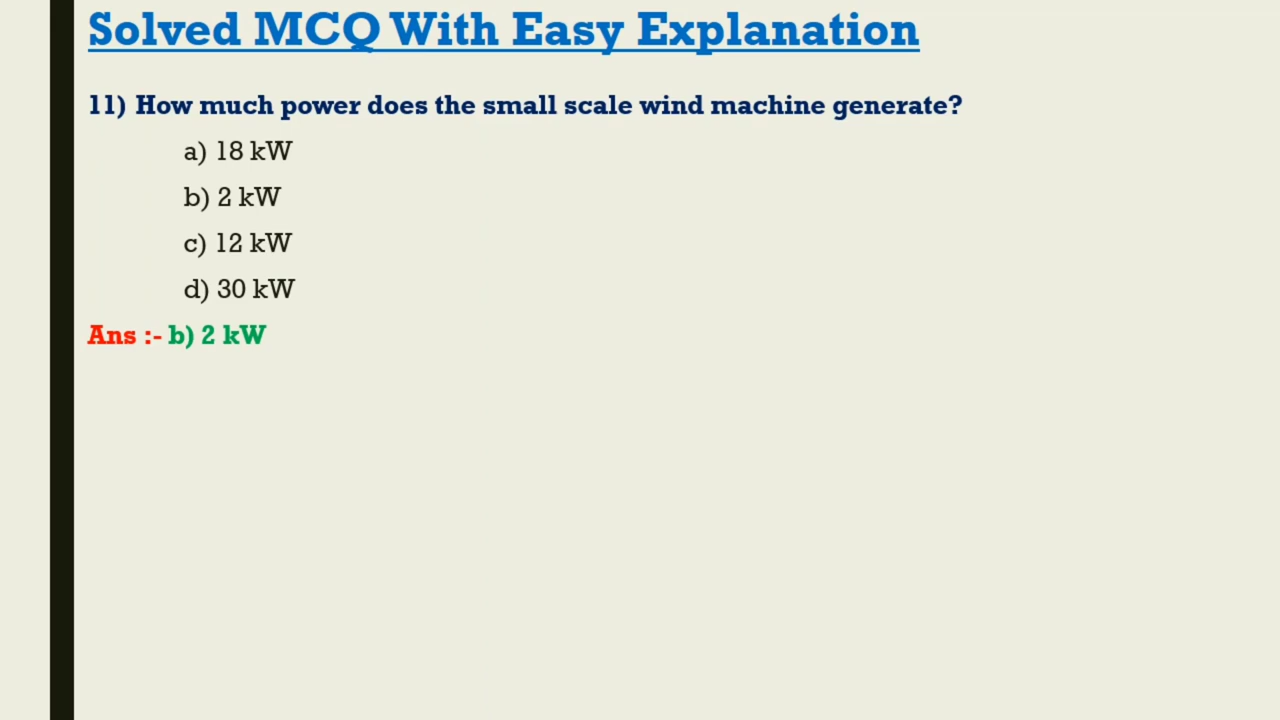 Solved MCQ With Easy Explanation
11) How much power does the small scale wind machine generate?
a) 18 kW
b) 2 kW
c) 12 kW
d) 30 kW
Ans :- b) 2 kW